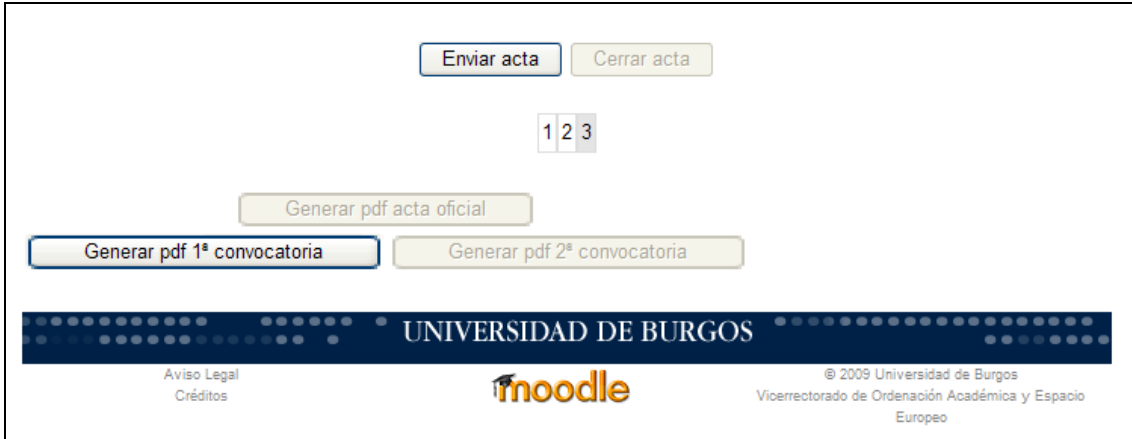 Enviar acta
Cerrar acta
1 2 3
Generar pdf acta oficial
Generar pdf 1ª convocatoria
Generar pdf 2ª convocatoria
UNIVERSIDAD DE BURGOS
Aviso Legal
Créditos
moodle
© 2009 Universidad de Burgos
Vicerrectorado de Ordenación Académica y Espacio
Europeo